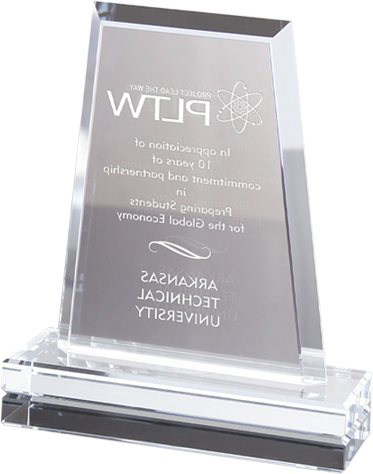 PROJECT LEAD THE WAY
PLTW
In appreciation of
10 years of
commitment and partnership
in
Preparing Students
for the Global Economy
ARKANSAS
TECHNICAL
UNIVERSITY